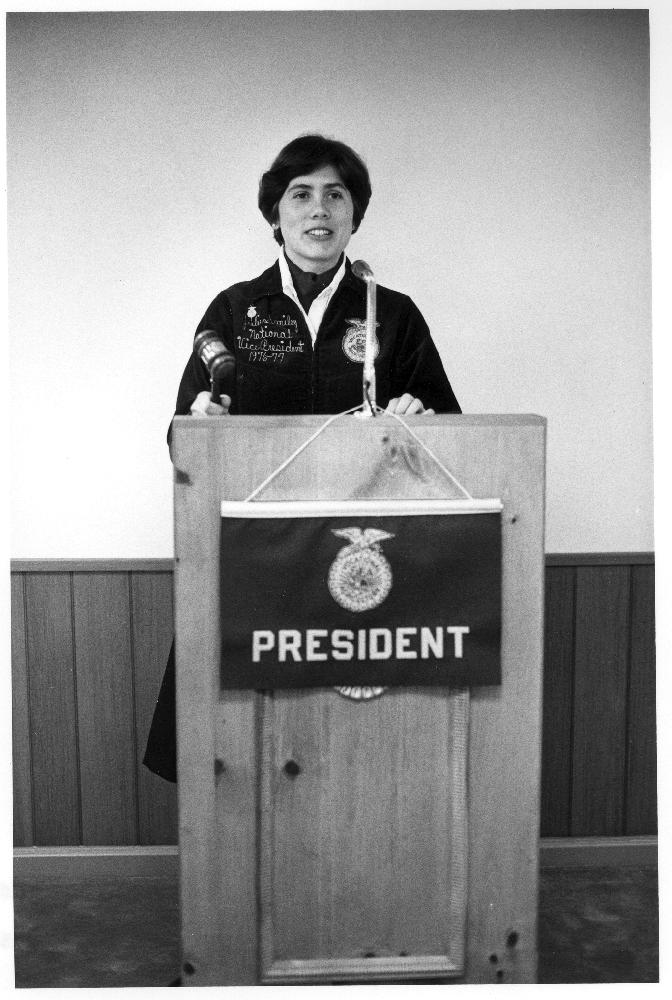 National
Vice President
1976-77
PRESIDENT